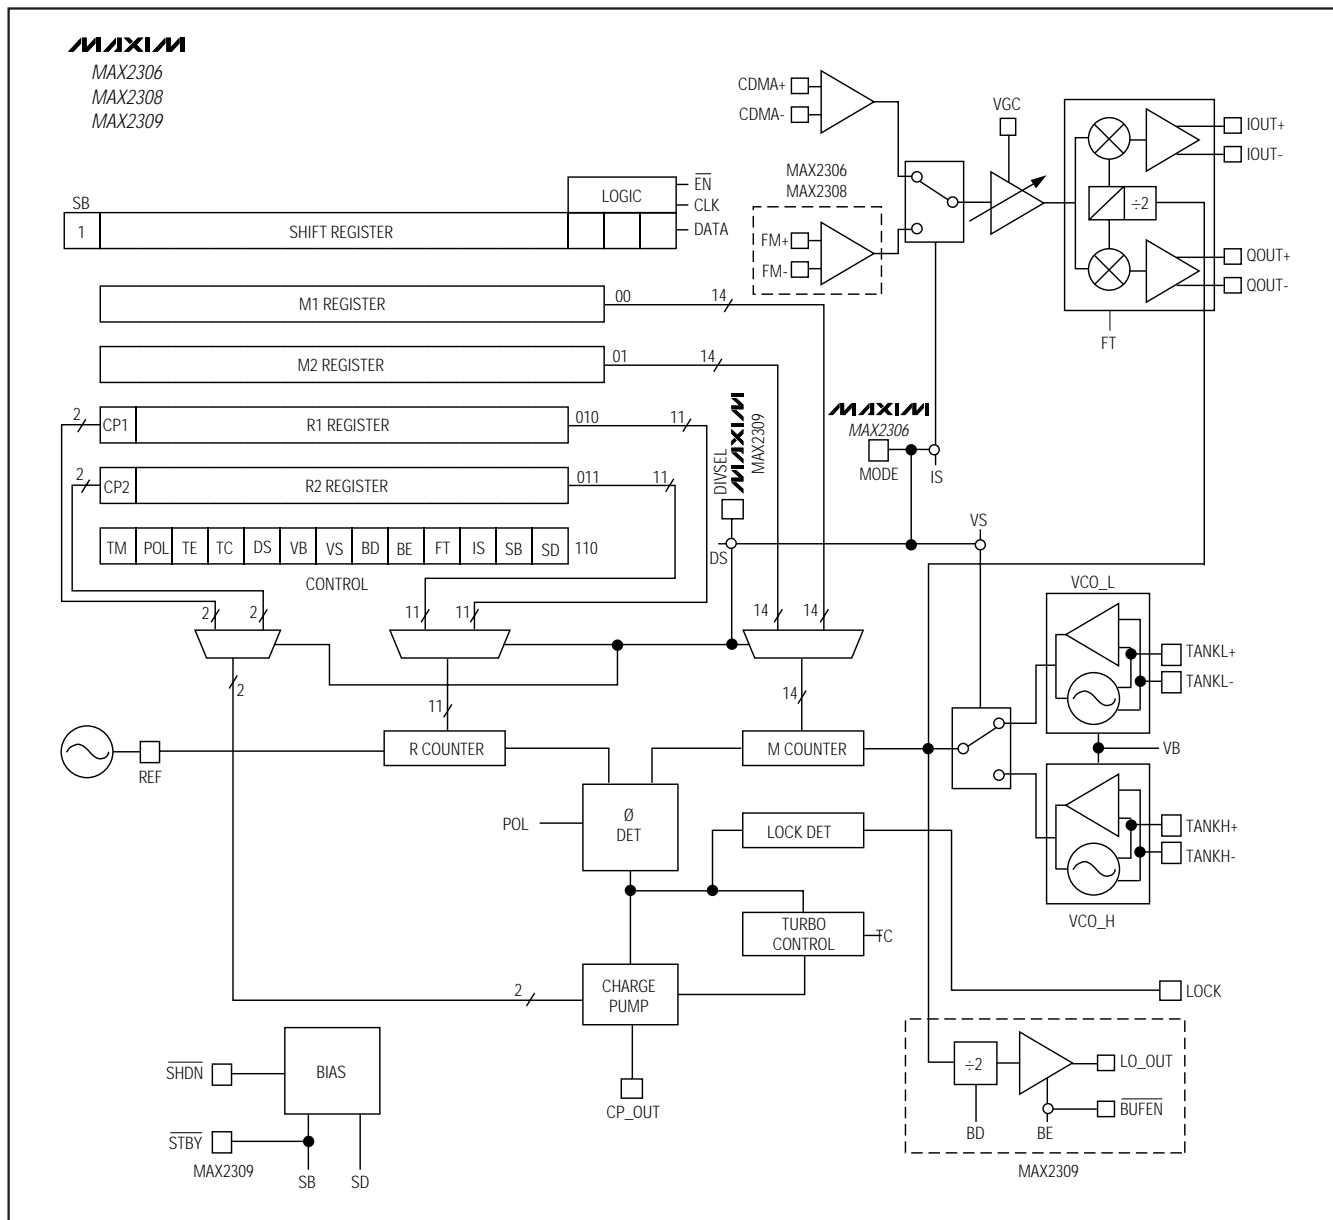 MAXIM
MAX2306
MAX2308
MAX2309
CDMA+
CDMA-
VGC
IOUT+
IOUT-
÷2
QOUT+
QOUT-
FT
MAX2306
MAX2308
FM+
FM-
SB
1
SHIFT REGISTER
LOGIC
EN
CLK
DATA
M1 REGISTER
00
14
M2 REGISTER
01
14
2
CP1
R1 REGISTER
010
11
2
CP2
R2 REGISTER
011
11
TM POL TE TC DS VB VS BD BE FT IS SB SD 110
CONTROL
DIVSEL
MAXIM
MAX2309
MAXIM
MAX2306
MODE
IS
DS
VS
2
2
11
11
14
14
2
11
14
VCO_L
TANKL+
TANKL-
VB
TANKH+
TANKH-
VCO_H
REF
R COUNTER
M COUNTER
POL
Ø
DET
LOCK DET
TURBO
CONTROL
TC
2
CHARGE
PUMP
CP_OUT
LOCK
SHDN
BIAS
STBY
MAX2309
SB
SD
÷2
LO_OUT
BUFEN
BD
BE
MAX2309